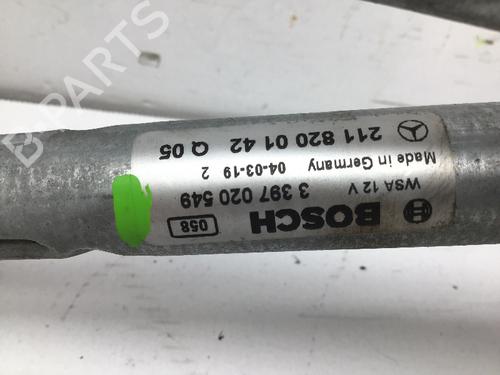 BOSCH 058
WSA 12 V 3 397 020 549
Made in Germany 04-03-19 2
211 820 01 42 Q 05
B-PARTS